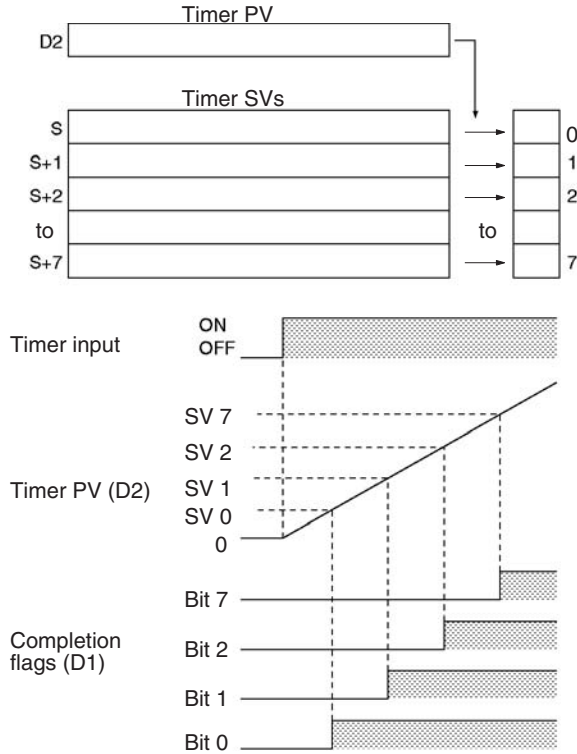 Timer PV
D2
Timer SVs
S
0
S+1
1
S+2
2
to
to
S+7
7
ON
OFF
Timer input
SV 7
SV 2
SV 1
SV 0
0
Timer PV (D2)
Bit 7
Bit 2
Bit 1
Bit 0
Completion
flags (D1)